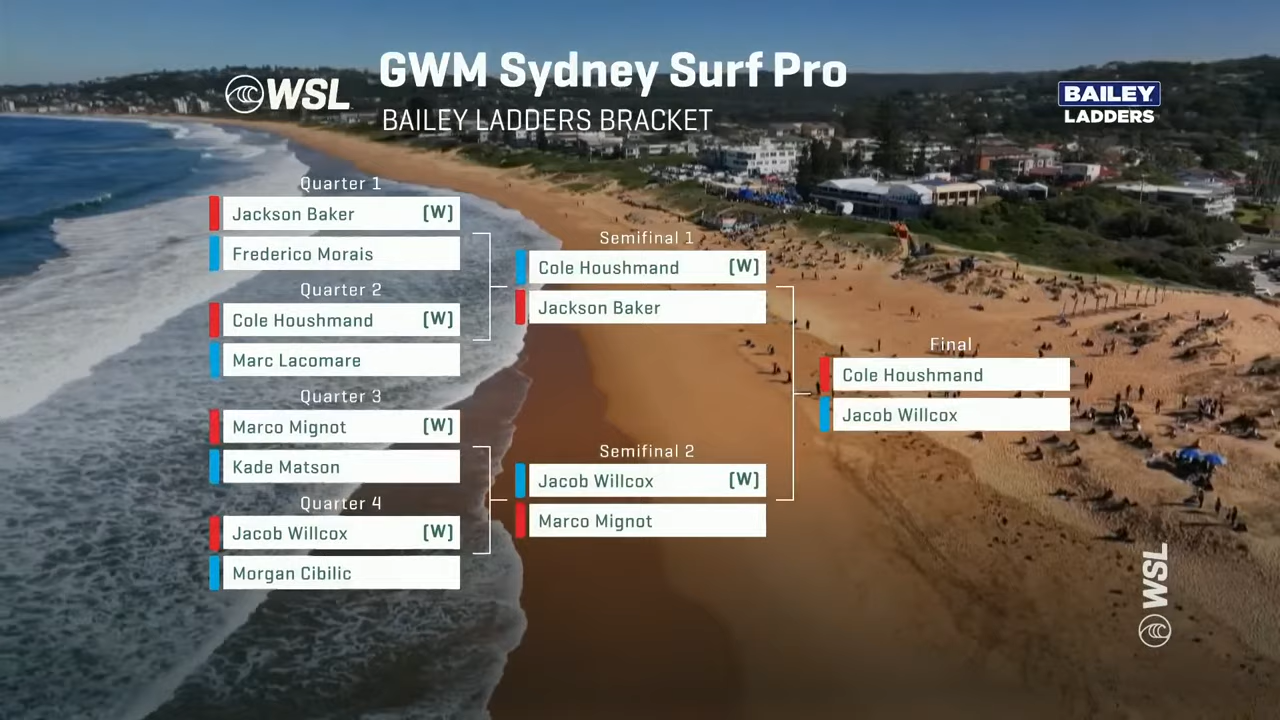 WSL
GWM Sydney Surf Pro
BAILEY LADDERS BRACKET
BAILEY
LADDERS
Quarter 1
Jackson Baker (W)
Frederico Morais
Quarter 2
Cole Houshmand (W)
Marc Lacomare
Quarter 3
Marco Mignot (W)
Kade Matson
Quarter 4
Jacob Willcox (W)
Morgan Cibilic
Semifinal 1
Cole Houshmand (W)
Jackson Baker
Semifinal 2
Jacob Willcox (W)
Marco Mignot
Final
Cole Houshmand
Jacob Willcox
WSL